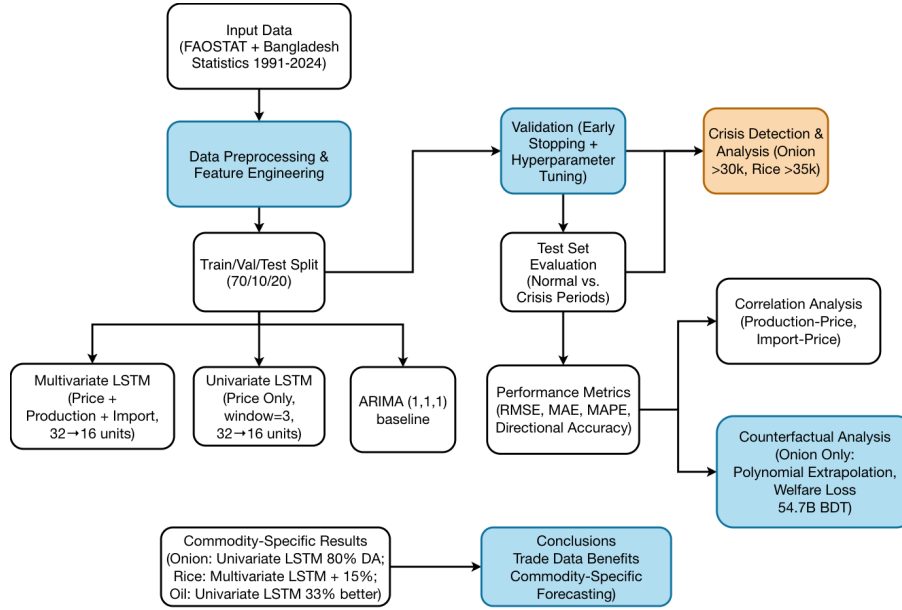 Input Data
(FAOSTAT + Bangladesh
Statistics 1991-2024)
Data Preprocessing &
Feature Engineering
Train/Val/Test Split
(70/10/20)
Multivariate LSTM
(Price +
Production + Import,
32→16 units)
Univariate LSTM
(Price Only,
window=3,
32→16 units)
ARIMA (1,1,1)
baseline
Validation (Early
Stopping +
Hyperparameter
Tuning)
Crisis Detection &
Analysis (Onion
>30k, Rice >35k)
Test Set
Evaluation
(Normal vs.
Crisis Periods)
Performance Metrics
(RMSE, MAE, MAPE,
Directional Accuracy)
Correlation Analysis
(Production-Price,
Import-Price)
Counterfactual Analysis
(Onion Only:
Polynomial Extrapolation,
Welfare Loss
54.7B BDT)
Commodity-Specific Results
(Onion: Univariate LSTM 80% DA;
Rice: Multivariate LSTM + 15%;
Oil: Univariate LSTM 33% better)
Conclusions
Trade Data Benefits
Commodity-Specific
Forecasting)